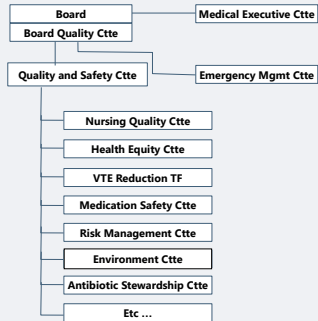 Board
Medical Executive Ctte
Board Quality Ctte
Quality and Safety Ctte
Emergency Mgmt Ctte
Nursing Quality Ctte
Health Equity Ctte
VTE Reduction TF
Medication Safety Ctte
Risk Management Ctte
Environment Ctte
Antibiotic Stewardship Ctte
Etc ...